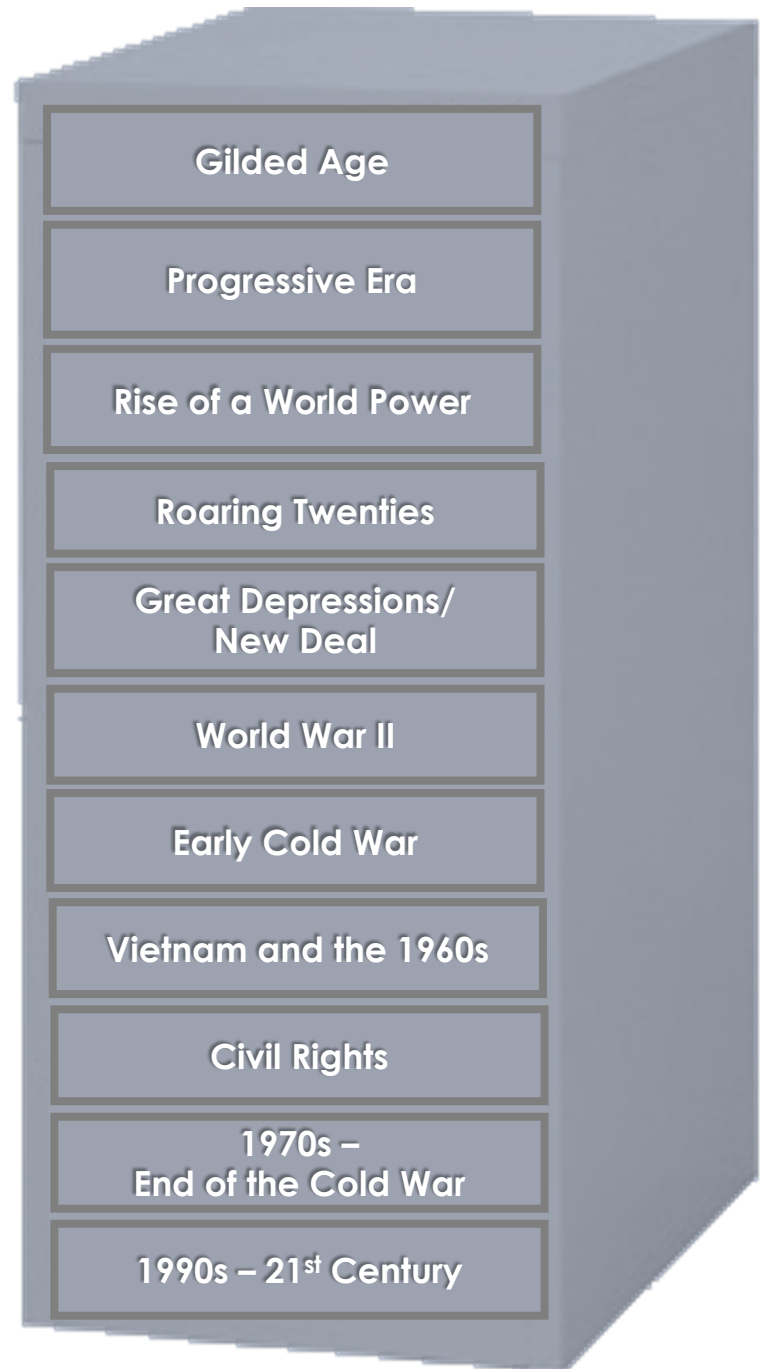 Gilded Age
Progressive Era
Rise of a World Power
Roaring Twenties
Great Depressions/
New Deal
World War II
Early Cold War
Vietnam and the 1960s
Civil Rights
1970s –
End of the Cold War
1990s – 21st Century